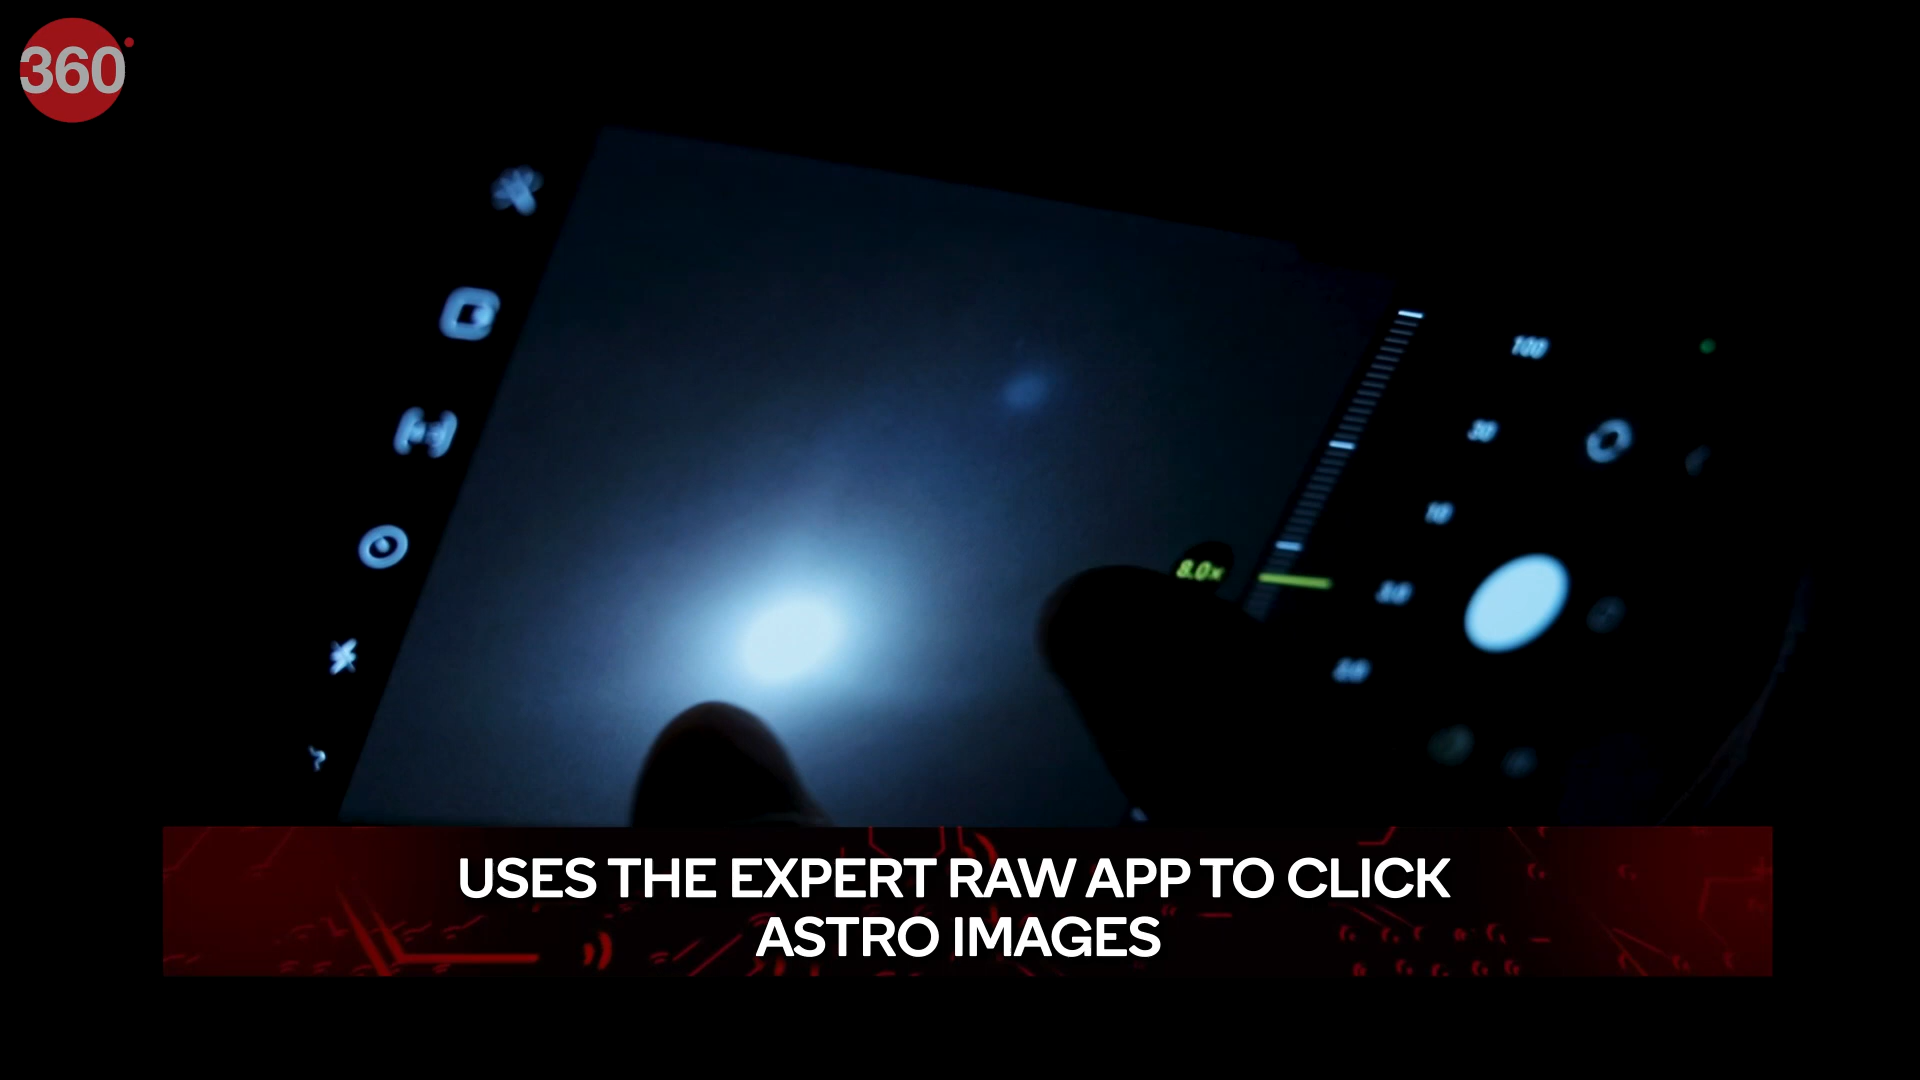 360
100
30
10
8.0x
USES THE EXPERT RAW APP TO CLICK
ASTRO IMAGES